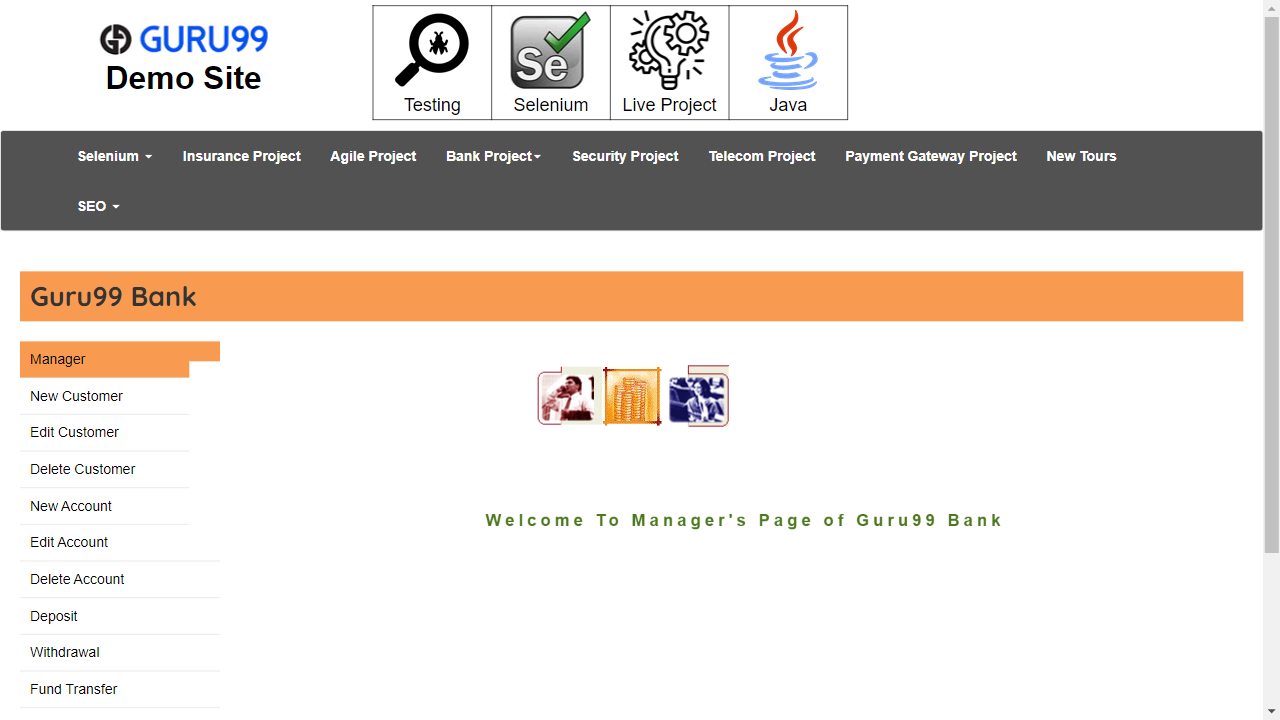 GURU99
Demo Site
Testing
Selenium
Live Project
Java
Selenium
Insurance Project
Agile Project
Bank Project
Security Project
Telecom Project
Payment Gateway Project
New Tours
SEO
Guru99 Bank
Manager
New Customer
Edit Customer
Delete Customer
New Account
Edit Account
Delete Account
Deposit
Withdrawal
Fund Transfer
Se
Welcome To Manager's Page of Guru99 Bank